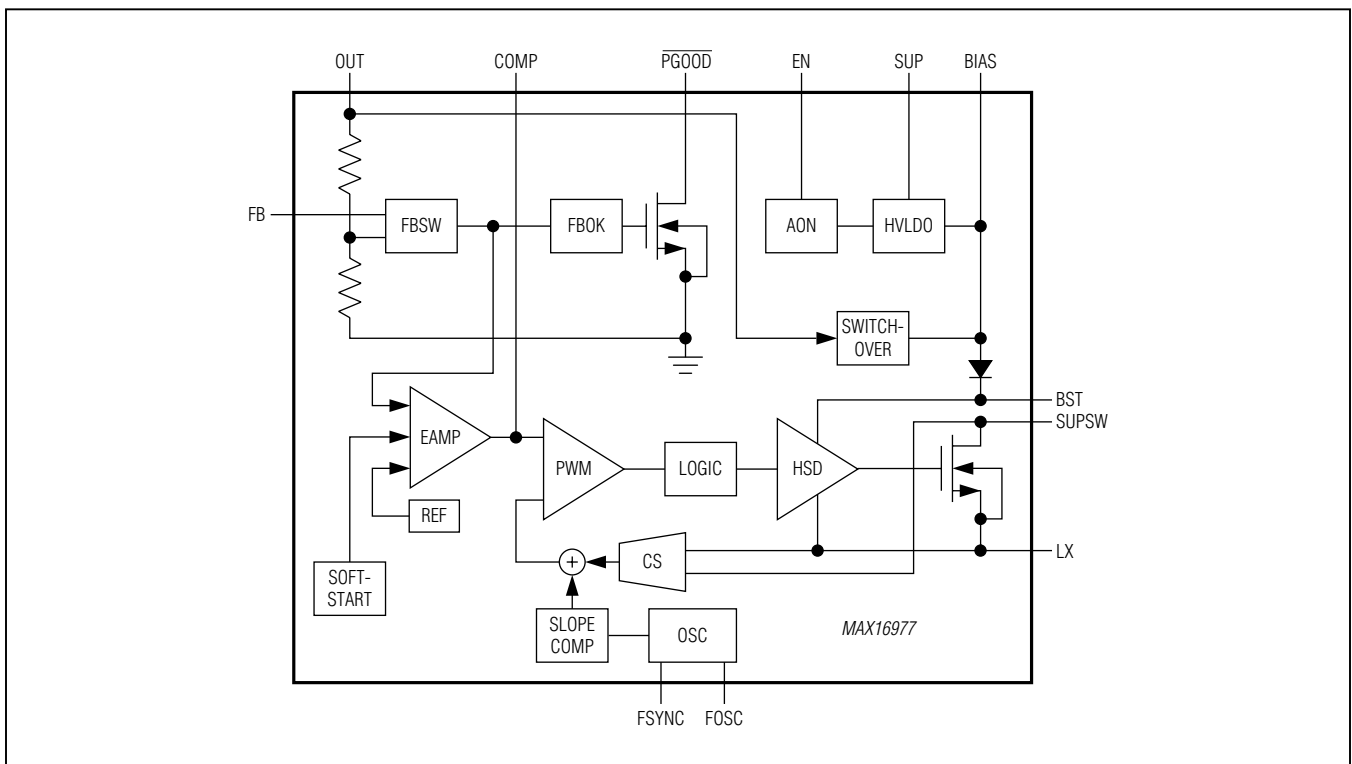 OUT
COMP
PGOOD
EN
SUP
BIAS
FB
FBSW
FBOK
AON
HVLDO
SWITCH-
OVER
BST
SUPSW
EAMP
PWM
LOGIC
HSD
REF
LX
CS
+
SOFT-
START
SLOPE
COMP
OSC
MAX16977
FSYNC
FOSC